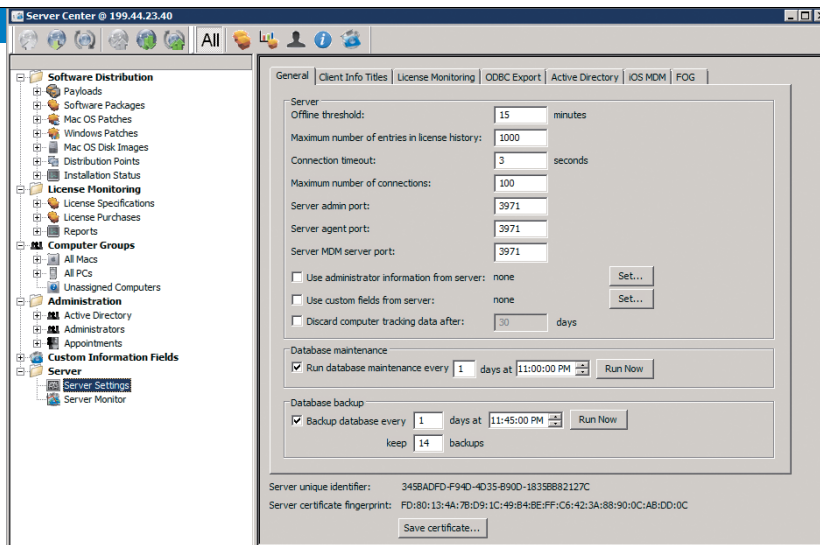 Server Center @ 199.44.23.40
All
Software Distribution
Payloads
Software Packages
Mac OS Patches
Windows Patches
Mac OS Disk Images
Distribution Points
Installation Status
License Monitoring
License Specifications
License Purchases
Reports
Computer Groups
All Macs
All PCs
Unassigned Computers
Administration
Active Directory
Administrators
Appointments
Custom Information Fields
Server
Server Settings
Server Monitor
General Client Info Titles License Monitoring ODBC Export Active Directory iOS MDM FOG
Server
Offline threshold: 15 minutes
Maximum number of entries in license history: 1000
Connection timeout: 3 seconds
Maximum number of connections: 100
Server admin port: 3971
Server agent port: 3971
Server MDM server port: 3971
Use administrator information from server: none Set...
Use custom fields from server: none Set...
Discard computer tracking data after: 30 days
Database maintenance
Run database maintenance every 1 days at 11:00:00 PM Run Now
Database backup
Backup database every 1 days at 11:45:00 PM Run Now
keep 14 backups
Server unique identifier: 345BADFD-F94D-4D35-B90D-1835BB82127C
Server certificate fingerprint: FD:80:13:4A:7B:D9:1C:49:B4:BE:FF:C6:42:3A:88:90:0C:AB:DD:0C
Save certificate...